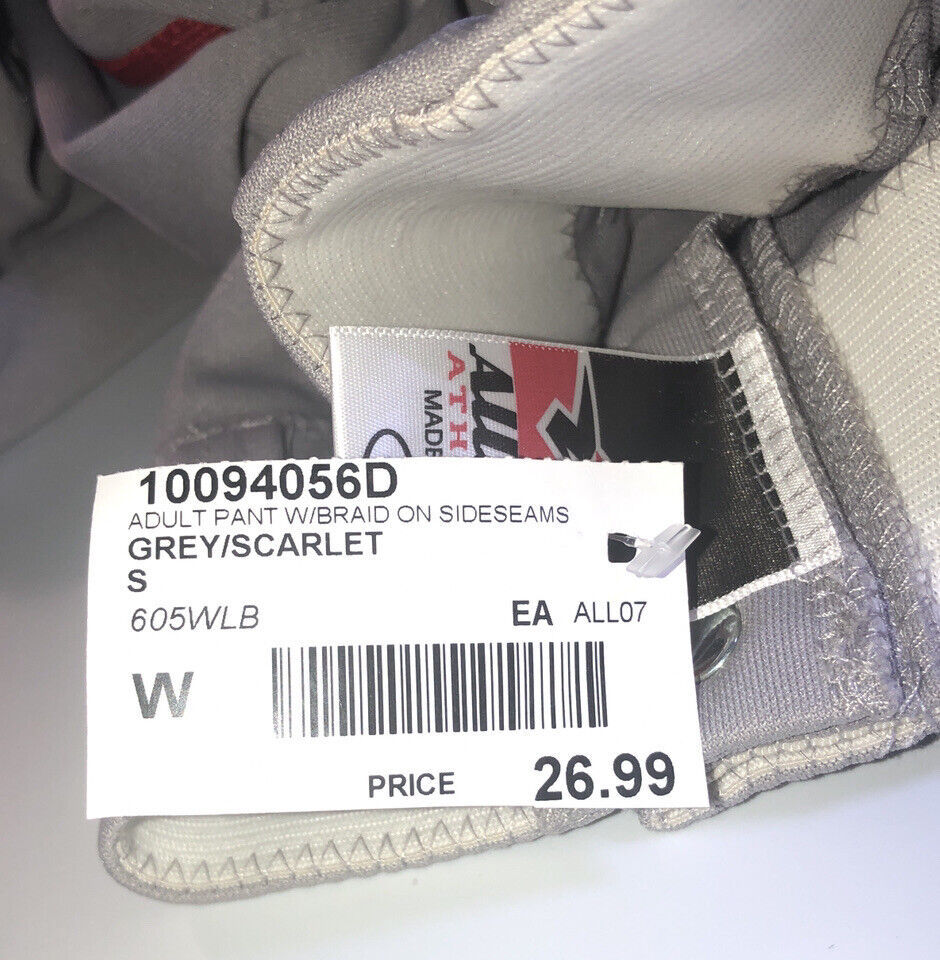 10094056D
ADULT PANT W/BRAID ON SIDESEAMS
GREY/SCARLET
S
605WLB EA ALL07
W
PRICE 26.99